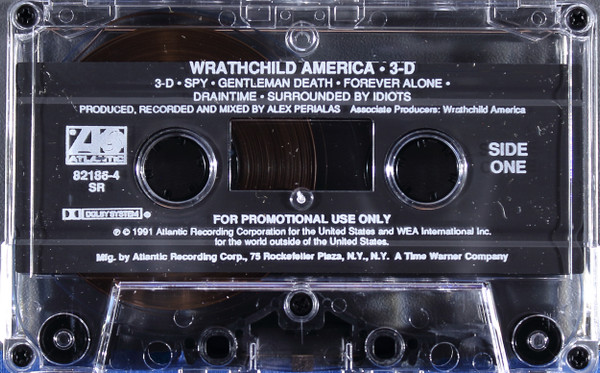 WRATHCHILD AMERICA • 3-D
3-D • SPY • GENTLEMAN DEATH • FOREVER ALONE •
DRAINTIME • SURROUNDED BY IDIOTS
PRODUCED, RECORDED AND MIXED BY ALEX PERIALAS Associate Producers: Wrathchild America
ATLANTIC
82185-4
SR
SIDE
ONE
DOLBY SYSTEM
FOR PROMOTIONAL USE ONLY
℗ © 1991 Atlantic Recording Corporation for the United States and WEA International Inc.
for the world outside of the United States.
Mfg. by Atlantic Recording Corp., 75 Rockefeller Plaza, N.Y., N.Y. A Time Warner Company